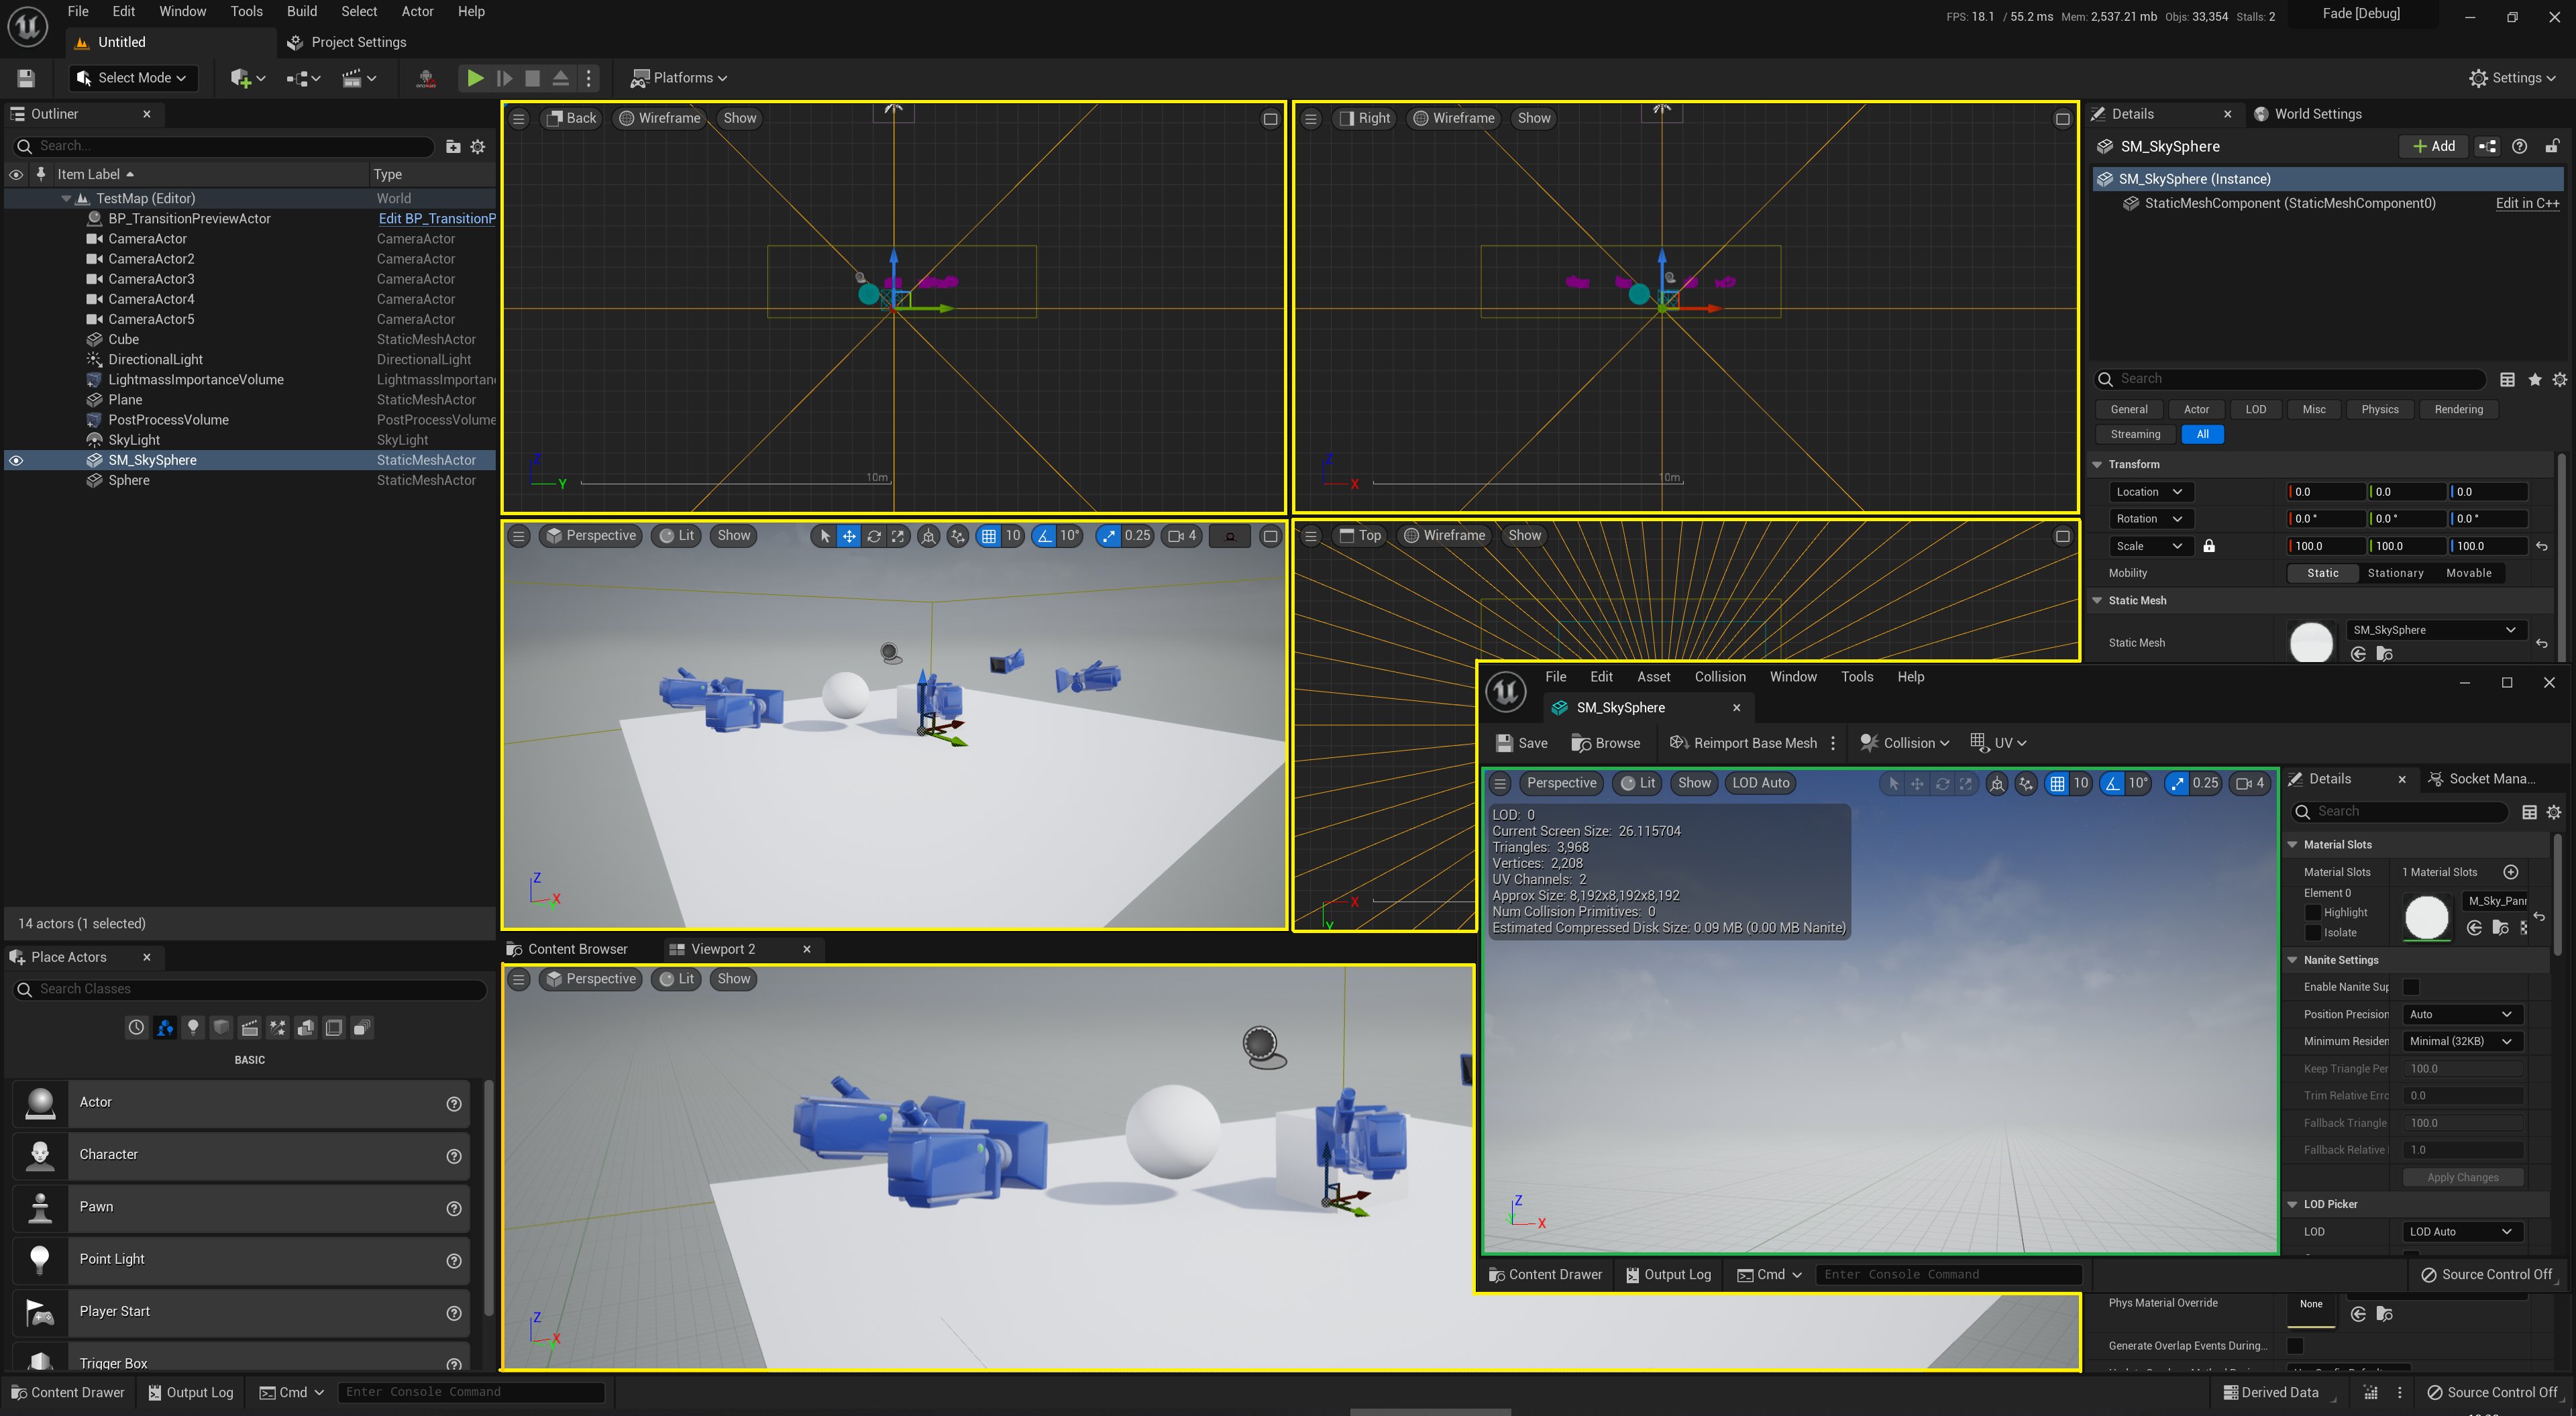 File Edit Window Tools Build Select Actor Help
FPS: 18.1 / 55.2 ms Mem: 2,537.21 mb Objs: 33,354 Stalls: 2
Fade [Debug]
Untitled
Project Settings
Select Mode
Platforms
Settings
Outliner
Search...
Item Label Type
TestMap (Editor) World
BP_TransitionPreviewActor Edit BP_TransitionP
CameraActor CameraActor
CameraActor2 CameraActor
CameraActor3 CameraActor
CameraActor4 CameraActor
CameraActor5 CameraActor
Cube StaticMeshActor
DirectionalLight DirectionalLight
LightmassImportanceVolume LightmassImportan
Plane StaticMeshActor
PostProcessVolume PostProcessVolume
SkyLight SkyLight
SM_SkySphere StaticMeshActor
Sphere StaticMeshActor
14 actors (1 selected)
Place Actors
Search Classes
BASIC
Actor
Character
Pawn
Point Light
Player Start
Trigger Box
Back Wireframe Show
Z
Y
10m
Right Wireframe Show
Z
X
10m
Perspective Lit Show
10 10° 0.25 4
Z
X
Y
Top Wireframe Show
X
Y
Content Browser
Viewport 2
Perspective Lit Show
Z
X
Y
Details
World Settings
SM_SkySphere
Add
SM_SkySphere (Instance)
StaticMeshComponent (StaticMeshComponent0) Edit in C++
Search
General Actor LOD Misc Physics Rendering
Streaming All
Transform
Location 0.0 0.0 0.0
Rotation 0.0 ° 0.0 ° 0.0 °
Scale 100.0 100.0 100.0
Mobility Static Stationary Movable
Static Mesh
Static Mesh SM_SkySphere
File Edit Asset Collision Window Tools Help
SM_SkySphere
Save Browse Reimport Base Mesh Collision UV
Perspective Lit Show LOD Auto
10 10° 0.25 4
LOD: 0
Current Screen Size: 26.115704
Triangles: 3,968
Vertices: 2,208
UV Channels: 2
Approx Size: 8,192x8,192x8,192
Num Collision Primitives: 0
Estimated Compressed Disk Size: 0.09 MB (0.00 MB Nanite)
Z
X
Y
Details
Socket Mana...
Search
Material Slots
Material Slots 1 Material Slots
Element 0
Highlight
Isolate
M_Sky_Pann
Nanite Settings
Enable Nanite Sup
Position Precision Auto
Minimum Residen Minimal (32KB)
Keep Triangle Per 100.0
Trim Relative Erro 0.0
Fallback Triangle 100.0
Fallback Relative 1.0
Apply Changes
LOD Picker
LOD LOD Auto
Content Drawer Output Log Cmd Enter Console Command
Source Control Off
Phys Material Override None
Generate Overlap Events During...
Content Drawer Output Log Cmd Enter Console Command
Derived Data
Source Control Off